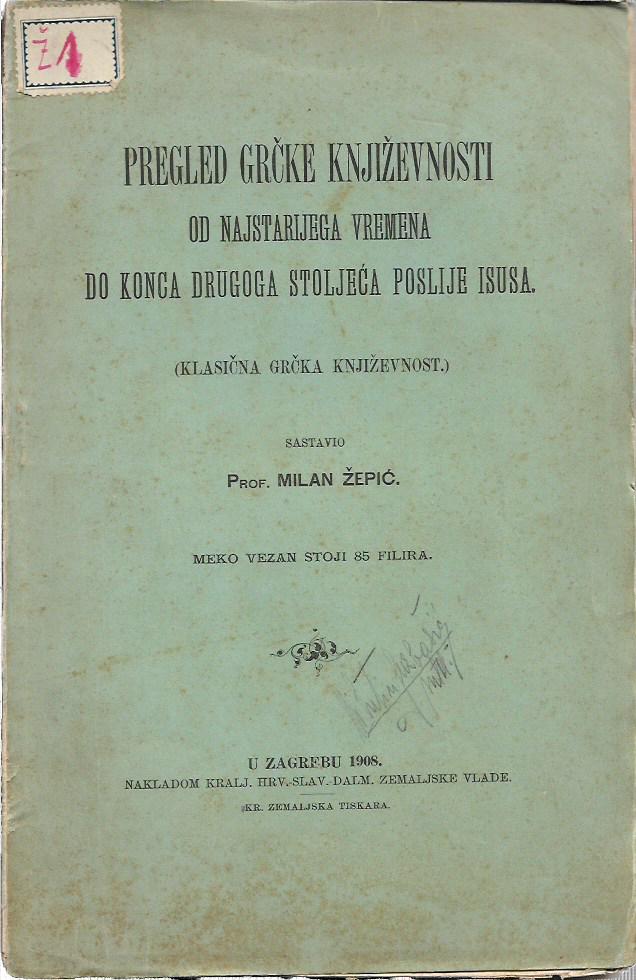 Ž1
PREGLED GRČKE KNJIŽEVNOSTI
OD NAJSTARIJEGA VREMENA
DO KONCA DRUGOGA STOLJEĆA POSLIJE ISUSA.
(KLASIČNA GRČKA KNJIŽEVNOST.)
SASTAVIO
PROF. MILAN ŽEPIĆ.
MEKO VEZAN STOJI 85 FILIRA.
U ZAGREBU 1908.
NAKLADOM KRALJ. HRV.-SLAV.-DALM. ZEMALJSKE VLADE.
KR. ZEMALJSKA TISKARA.